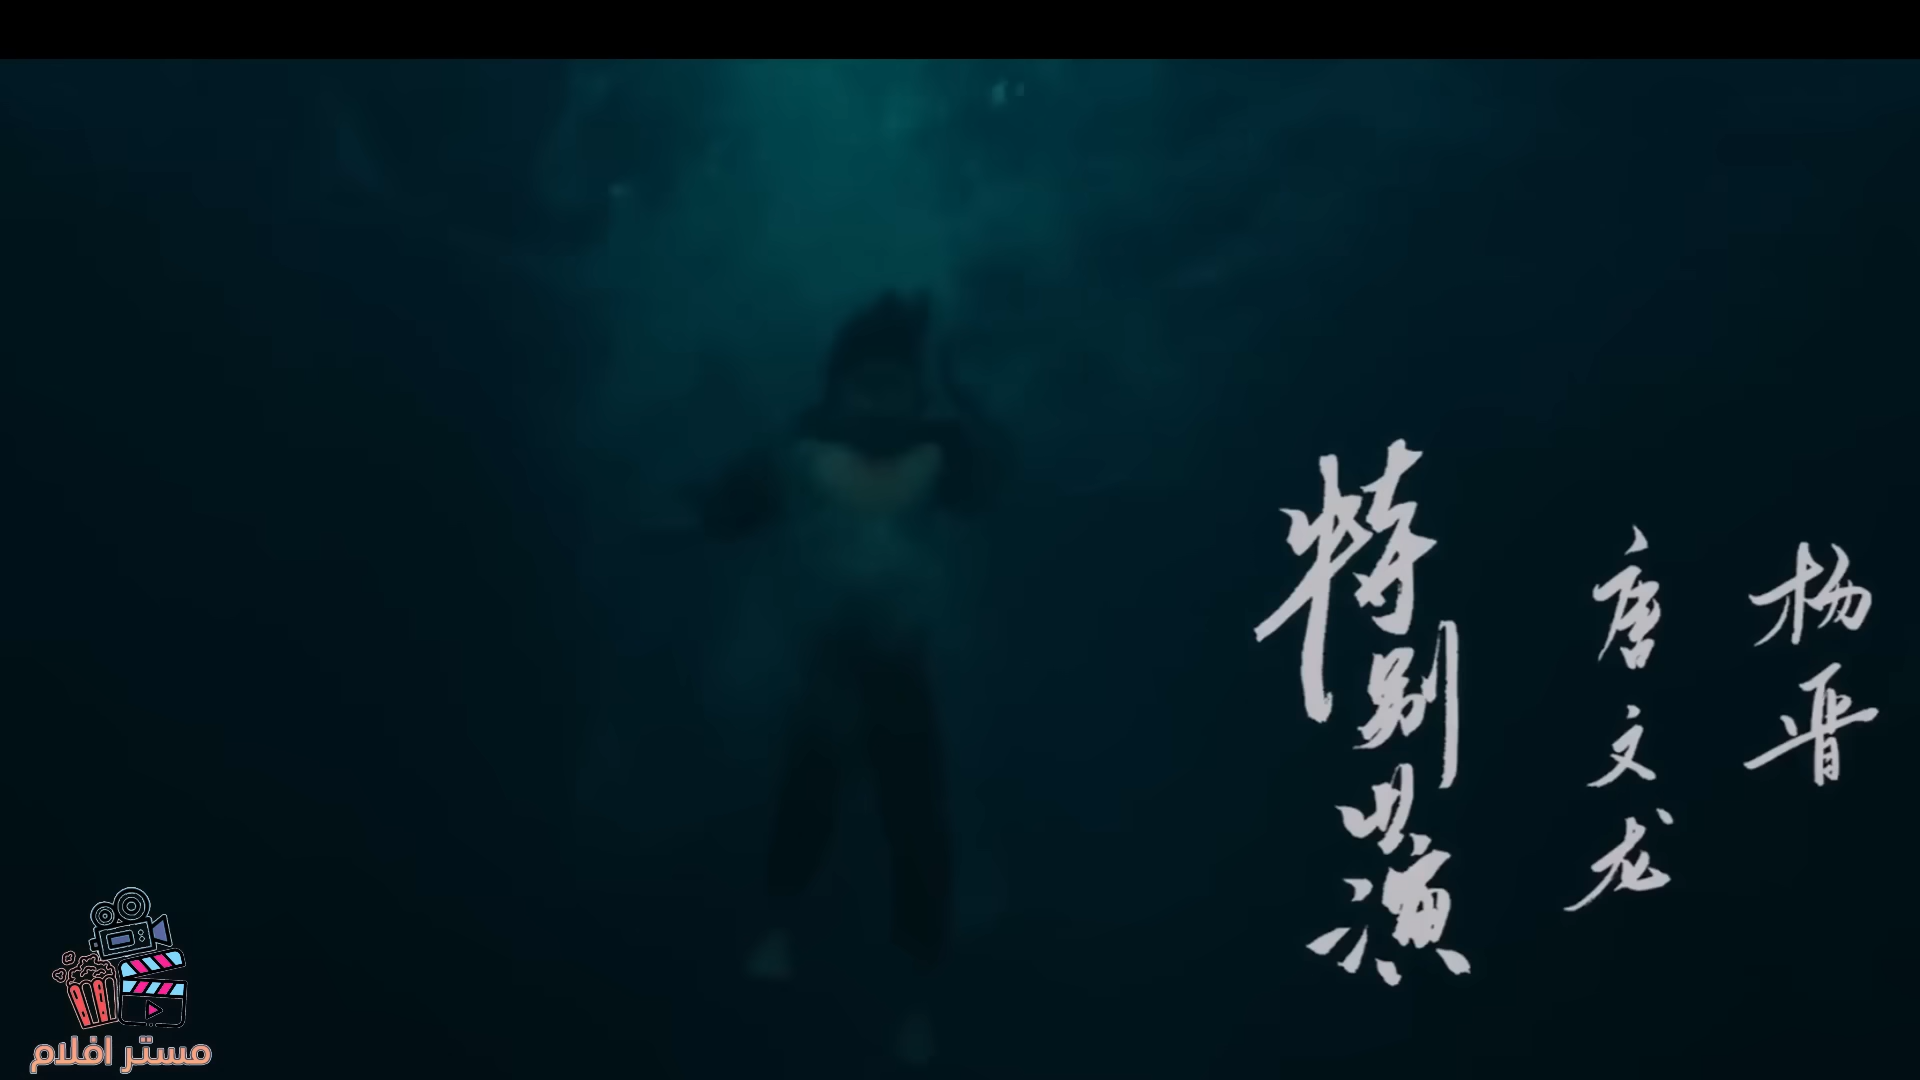 特别出演
唐文龙
杨晋
مستر افلام